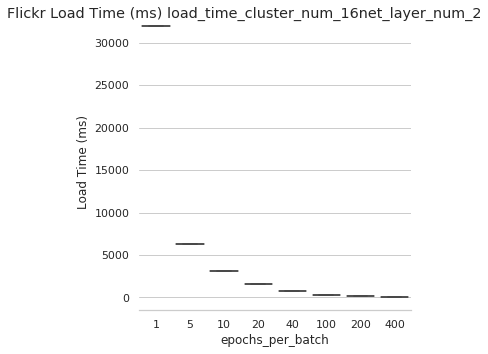 Flickr Load Time (ms) load_time_cluster_num_16net_layer_num_2
30000
25000
20000
15000
10000
5000
0
Load Time (ms)
1 5 10 20 40 100 200 400
epochs_per_batch